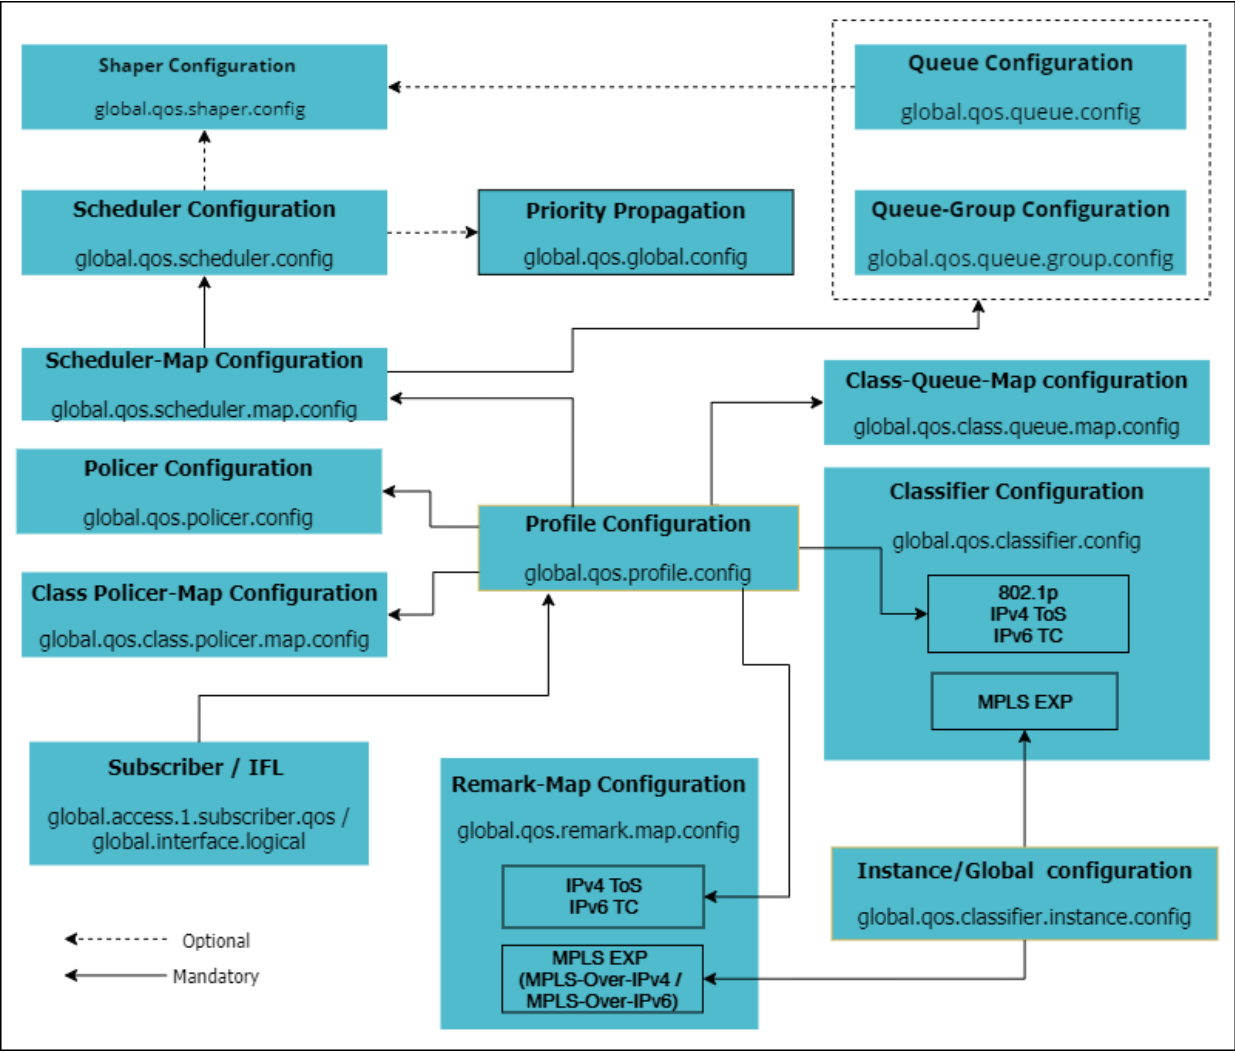 Shaper Configuration
global.qos.shaper.config
Queue Configuration
global.qos.queue.config
Scheduler Configuration
global.qos.scheduler.config
Priority Propagation
global.qos.global.config
Queue-Group Configuration
global.qos.queue.group.config
Scheduler-Map Configuration
global.qos.scheduler.map.config
Class-Queue-Map configuration
global.qos.class.queue.map.config
Policer Configuration
global.qos.policer.config
Profile Configuration
global.qos.profile.config
Classifier Configuration
global.qos.classifier.config
802.1p
IPv4 ToS
IPv6 TC
MPLS EXP
Class Policer-Map Configuration
global.qos.class.policer.map.config
Subscriber / IFL
global.access.1.subscriber.qos /
global.interface.logical
Remark-Map Configuration
global.qos.remark.map.config
IPv4 ToS
IPv6 TC
MPLS EXP
(MPLS-Over-IPv4 /
MPLS-Over-IPv6)
Instance/Global configuration
global.qos.classifier.instance.config
Optional
Mandatory